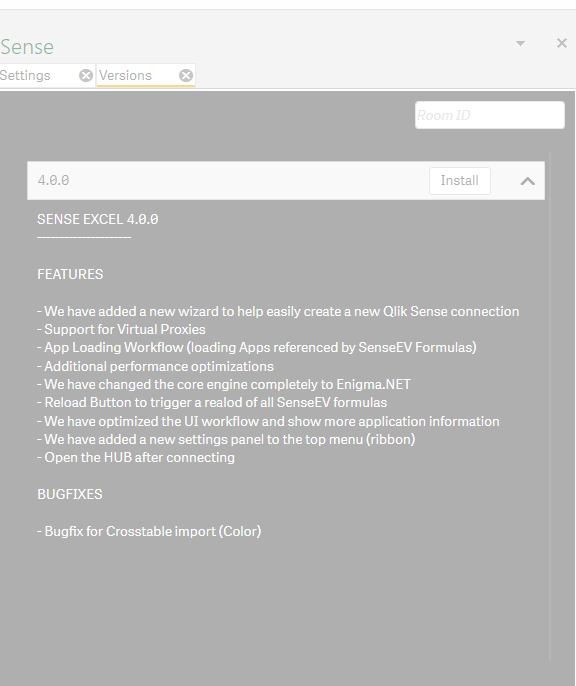 Sense
Settings
Versions
Room ID
4.0.0
Install
SENSE EXCEL 4.0.0
----------------------
FEATURES
- We have added a new wizard to help easily create a new Qlik Sense connection
- Support for Virtual Proxies
- App Loading Workflow (loading Apps referenced by SenseEV Formulas)
- Additional performance optimizations
- We have changed the core engine completely to Enigma.NET
- Reload Button to trigger a realod of all SenseEV formulas
- We have optimized the UI workflow and show more application information
- We have added a new settings panel to the top menu (ribbon)
- Open the HUB after connecting
BUGFIXES
- Bugfix for Crosstable import (Color)